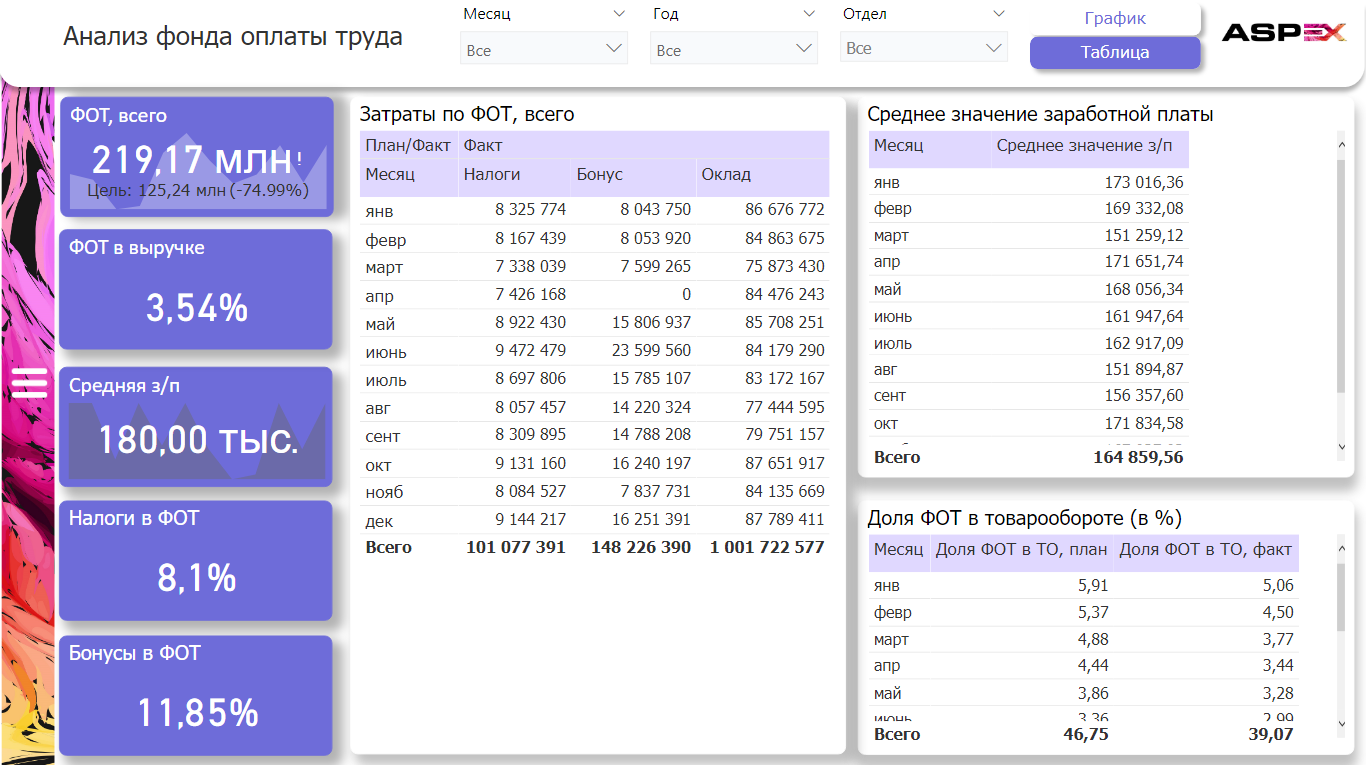 Анализ фонда оплаты труда
Месяц
Все
Год
Все
Отдел
Все
График
Таблица
ASPEX
ФОТ, всего
219,17 млн!
Цель: 125,24 млн (-74.99%)
ФОТ в выручке
3,54%
Средняя з/п
180,00 тыс.
Налоги в ФОТ
8,1%
Бонусы в ФОТ
11,85%
Затраты по ФОТ, всего
План/Факт Факт
Месяц Налоги Бонус Оклад
янв 8 325 774 8 043 750 86 676 772
февр 8 167 439 8 053 920 84 863 675
март 7 338 039 7 599 265 75 873 430
апр 7 426 168 0 84 476 243
май 8 922 430 15 806 937 85 708 251
июнь 9 472 479 23 599 560 84 179 290
июль 8 697 806 15 785 107 83 172 167
авг 8 057 457 14 220 324 77 444 595
сент 8 309 895 14 788 208 79 751 157
окт 9 131 160 16 240 197 87 651 917
нояб 8 084 527 7 837 731 84 135 669
дек 9 144 217 16 251 391 87 789 411
Всего 101 077 391 148 226 390 1 001 722 577
Среднее значение заработной платы
Месяц Среднее значение з/п
янв 173 016,36
февр 169 332,08
март 151 259,12
апр 171 651,74
май 168 056,34
июнь 161 947,64
июль 162 917,09
авг 151 894,87
сент 156 357,60
окт 171 834,58
Всего 164 859,56
Доля ФОТ в товарообороте (в %)
Месяц Доля ФОТ в ТО, план Доля ФОТ в ТО, факт
янв 5,91 5,06
февр 5,37 4,50
март 4,88 3,77
апр 4,44 3,44
май 3,86 3,28
июнь 3,36 2,99
Всего 46,75 39,07